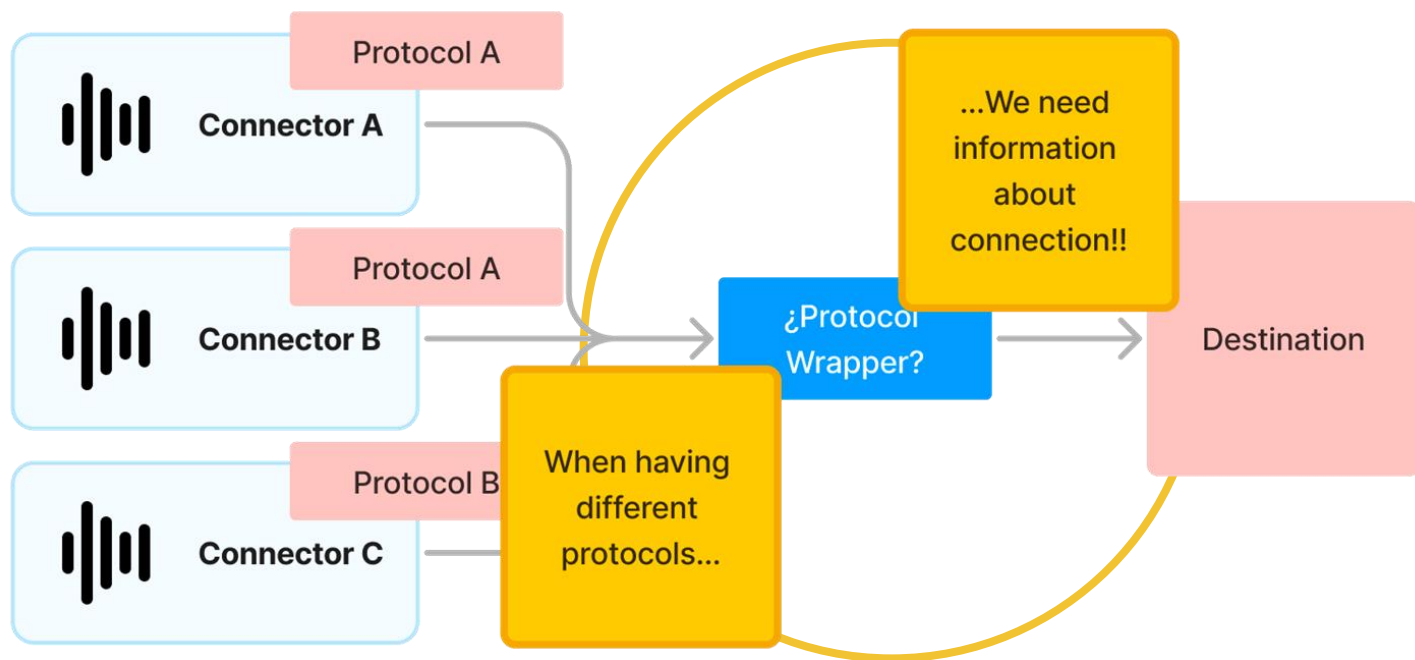 Protocol A
Connector A
Protocol A
Connector B
Protocol B
Connector C
When having
different
protocols...
¿Protocol
Wrapper?
...We need
information
about
connection!!
Destination